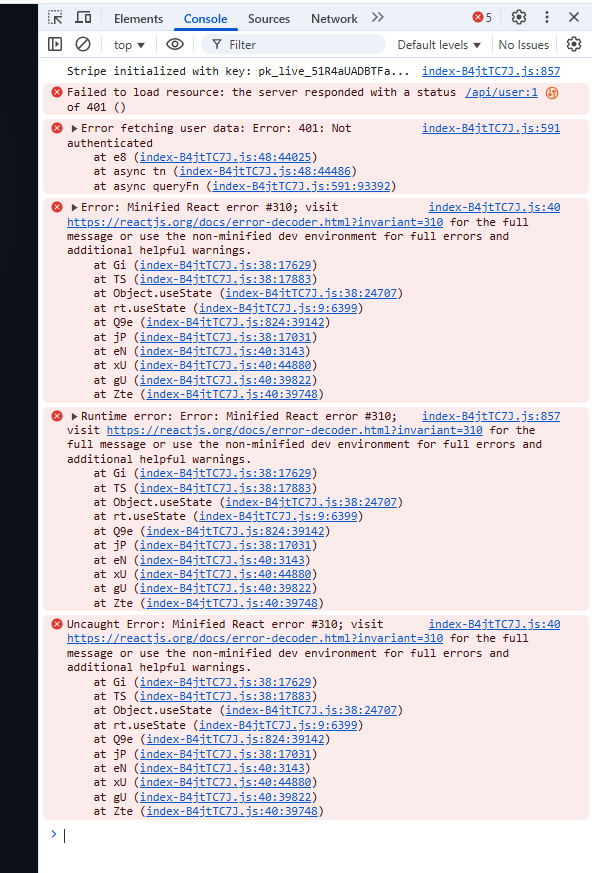 Elements Console Sources Network 5
top Filter Default levels No Issues
Stripe initialized with key: pk_live_51R4aUADBTFa... index-B4jtTC7J.js:857
Failed to load resource: the server responded with a status /api/user:1
of 401 ()
Error fetching user data: Error: 401: Not index-B4jtTC7J.js:591
authenticated
at e8 (index-B4jtTC7J.js:48:44025)
at async tn (index-B4jtTC7J.js:48:44486)
at async queryFn (index-B4jtTC7J.js:591:93392)
Error: Minified React error #310; visit index-B4jtTC7J.js:40
https://reactjs.org/docs/error-decoder.html?invariant=310 for the full
message or use the non-minified dev environment for full errors and
additional helpful warnings.
at Gi (index-B4jtTC7J.js:38:17629)
at TS (index-B4jtTC7J.js:38:17883)
at Object.useState (index-B4jtTC7J.js:38:24707)
at rt.useState (index-B4jtTC7J.js:9:6399)
at Q9e (index-B4jtTC7J.js:824:39142)
at jP (index-B4jtTC7J.js:38:17031)
at eN (index-B4jtTC7J.js:40:3143)
at xU (index-B4jtTC7J.js:40:44880)
at gU (index-B4jtTC7J.js:40:39822)
at Zte (index-B4jtTC7J.js:40:39748)
Runtime error: Error: Minified React error #310; index-B4jtTC7J.js:857
visit https://reactjs.org/docs/error-decoder.html?invariant=310 for the
full message or use the non-minified dev environment for full errors and
additional helpful warnings.
at Gi (index-B4jtTC7J.js:38:17629)
at TS (index-B4jtTC7J.js:38:17883)
at Object.useState (index-B4jtTC7J.js:38:24707)
at rt.useState (index-B4jtTC7J.js:9:6399)
at Q9e (index-B4jtTC7J.js:824:39142)
at jP (index-B4jtTC7J.js:38:17031)
at eN (index-B4jtTC7J.js:40:3143)
at xU (index-B4jtTC7J.js:40:44880)
at gU (index-B4jtTC7J.js:40:39822)
at Zte (index-B4jtTC7J.js:40:39748)
Uncaught Error: Minified React error #310; visit index-B4jtTC7J.js:40
https://reactjs.org/docs/error-decoder.html?invariant=310 for the full
message or use the non-minified dev environment for full errors and
additional helpful warnings.
at Gi (index-B4jtTC7J.js:38:17629)
at TS (index-B4jtTC7J.js:38:17883)
at Object.useState (index-B4jtTC7J.js:38:24707)
at rt.useState (index-B4jtTC7J.js:9:6399)
at Q9e (index-B4jtTC7J.js:824:39142)
at jP (index-B4jtTC7J.js:38:17031)
at eN (index-B4jtTC7J.js:40:3143)
at xU (index-B4jtTC7J.js:40:44880)
at gU (index-B4jtTC7J.js:40:39822)
at Zte (index-B4jtTC7J.js:40:39748)